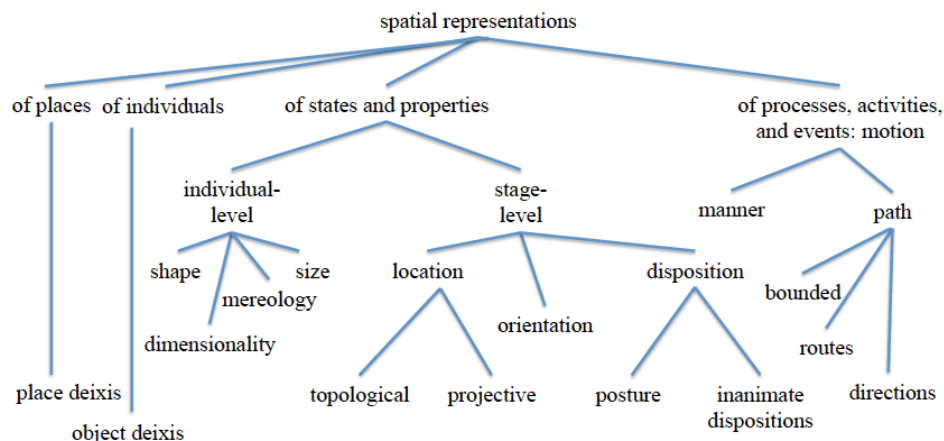 spatial representations
of places
of individuals
of states and properties
of processes, activities,
and events: motion
individual-
level
stage-
level
manner
path
shape
size
mereology
dimensionality
location
orientation
disposition
bounded
routes
directions
topological
projective
posture
inanimate
dispositions
place deixis
object deixis